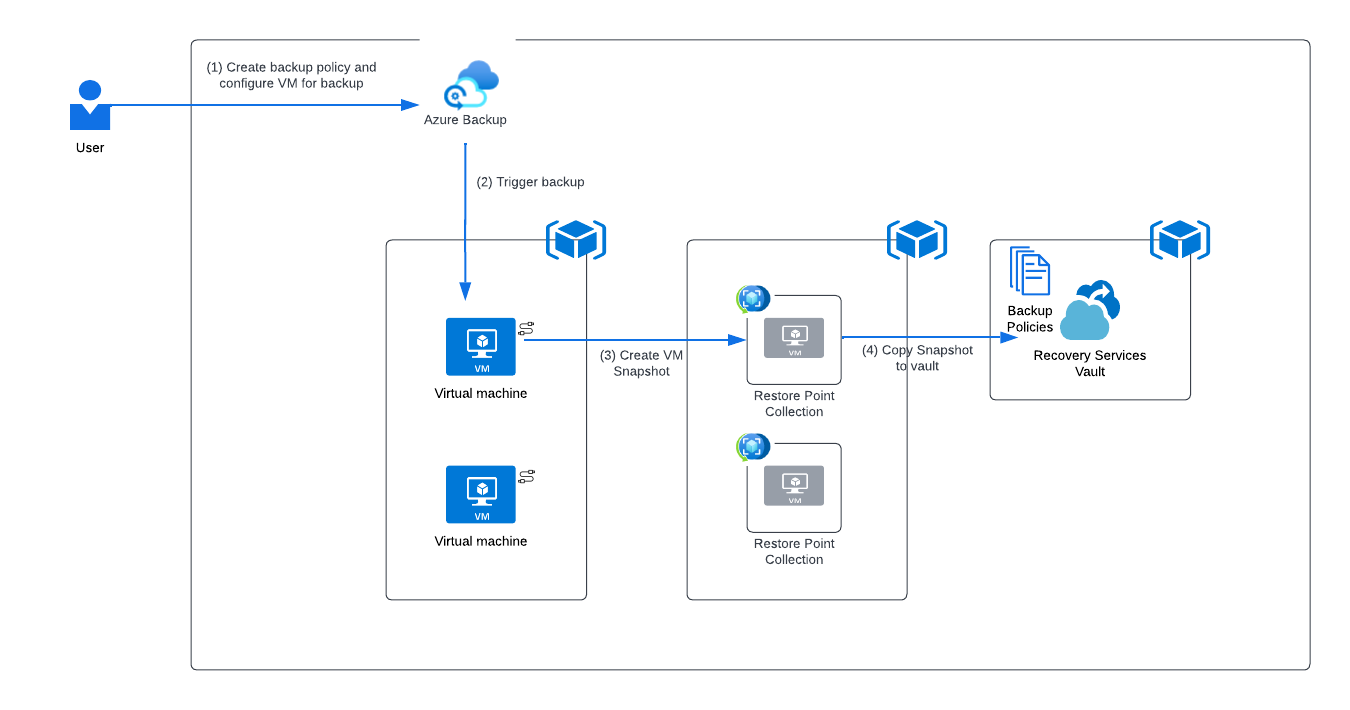 (1) Create backup policy and
configure VM for backup
Azure Backup
User
(2) Trigger backup
VM
Virtual machine
(3) Create VM
Snapshot
VM
Restore Point
Collection
(4) Copy Snapshot
to vault
Backup
Policies
Recovery Services
Vault
VM
Virtual machine
VM
Restore Point
Collection